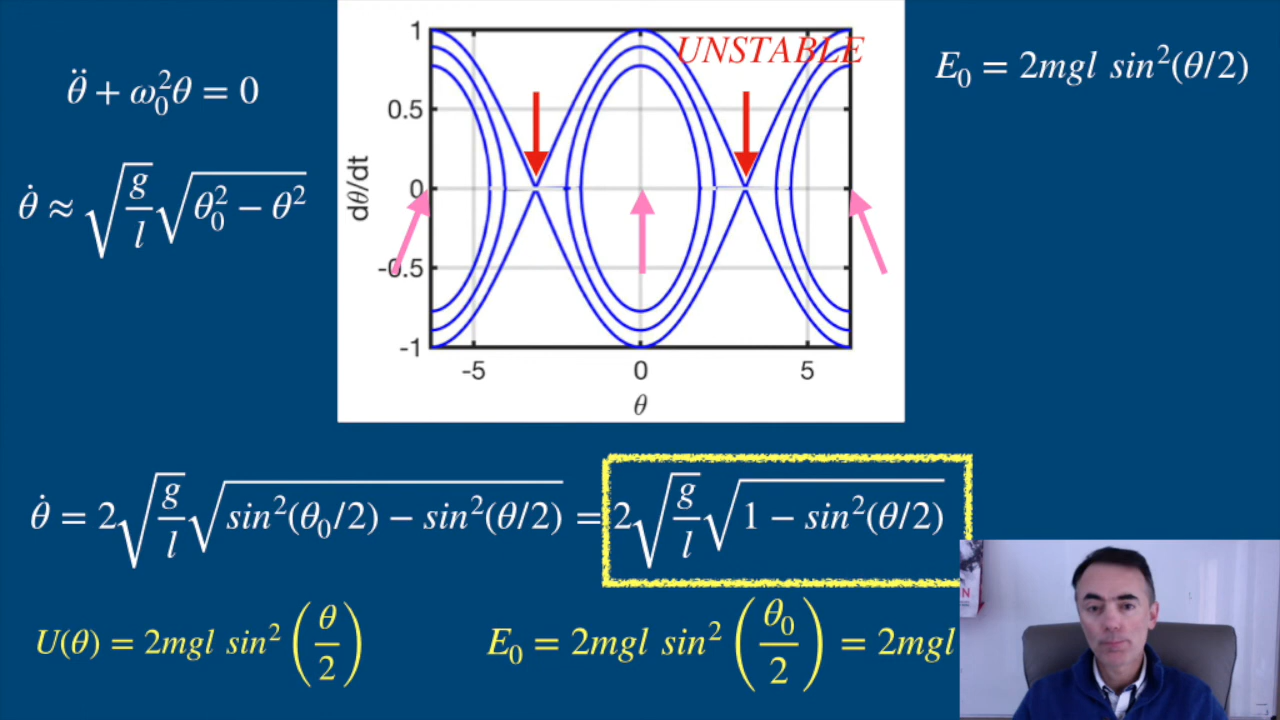 θ̈ + ω₀²θ = 0
θ̇ ≈ √(g/l) √(θ₀² − θ²)
UNSTABLE
1
0.5
0
-0.5
-1
dθ/dt
-5 0 5
θ
E₀ = 2mgl sin²(θ/2)
θ̇ = 2√(g/l) √(sin²(θ₀/2) − sin²(θ/2)) = 2√(g/l) √(1 − sin²(θ/2))
U(θ) = 2mgl sin²(θ/2)
E₀ = 2mgl sin²(θ₀/2) = 2mgl